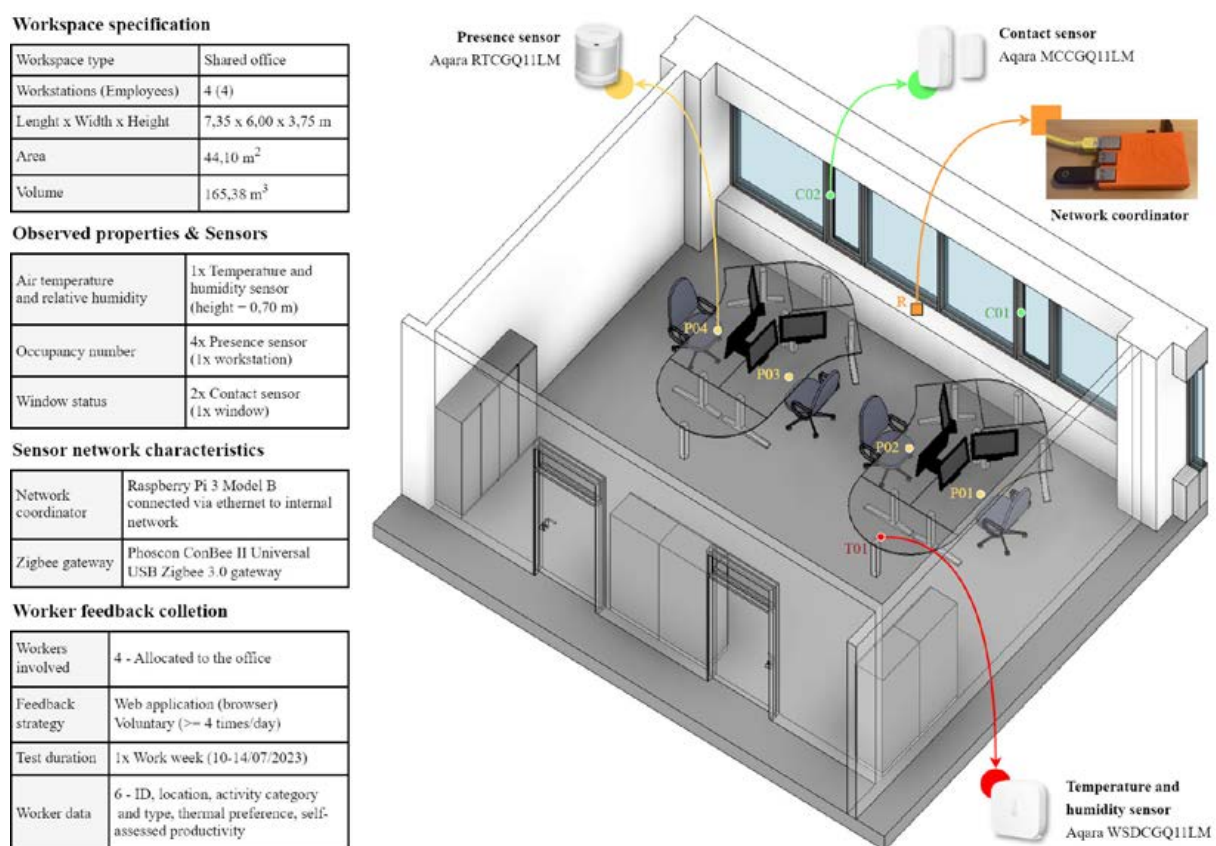 Workspace specification
Workspace type Shared office
Workstations (Employees) 4 (4)
Lenght x Width x Height 7,35 x 6,00 x 3,75 m
Area 44,10 m²
Volume 165,38 m³
Observed properties & Sensors
Air temperature
and relative humidity
1x Temperature and
humidity sensor
(height = 0,70 m)
Occupancy number
4x Presence sensor
(1x workstation)
Window status
2x Contact sensor
(1x window)
Sensor network characteristics
Network
coordinator
Raspberry Pi 3 Model B
connected via ethernet to internal
network
Zigbee gateway
Phoscon ConBee II Universal
USB Zigbee 3.0 gateway
Worker feedback colletion
Workers
involved
4 - Allocated to the office
Feedback
strategy
Web application (browser)
Voluntary (>= 4 times/day)
Test duration 1x Work week (10-14/07/2023)
Worker data
6 - ID, location, activity category
and type, thermal preference, self-
assessed productivity
Presence sensor
Aqara RTCGQ11LM
Contact sensor
Aqara MCCGQ11LM
Network coordinator
C02
R
C01
P04
P03
P02
P01
T01
Temperature and
humidity sensor
Aqara WSDCGQ11LM